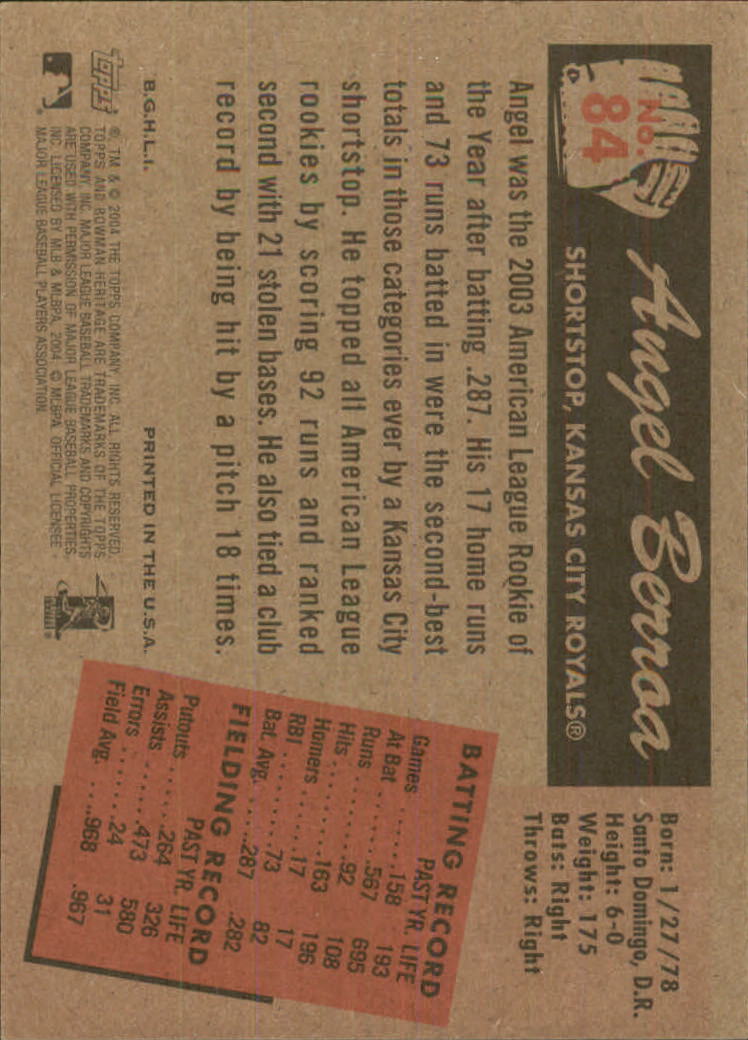 No.
84
Angel Berroa
SHORTSTOP, KANSAS CITY ROYALS®
Born: 1/27/78
Santo Domingo, D.R.
Height: 6-0
Weight: 175
Bats: Right
Throws: Right
Angel was the 2003 American League Rookie of
the Year after batting .287. His 17 home runs
and 73 runs batted in were the second-best
totals in those categories ever by a Kansas City
shortstop. He topped all American League
rookies by scoring 92 runs and ranked
second with 21 stolen bases. He also tied a club
record by being hit by a pitch 18 times.
BATTING RECORD
PAST YR. LIFE
Games ......158 193
At Bat ......567 695
Runs ......92 108
Hits ......163 196
Homers ......17 17
RBI ......73 82
Bat. Avg. ......287 .282
FIELDING RECORD
PAST YR. LIFE
Putouts ......264 326
Assists ......473 580
Errors ......24 31
Field Avg. ......968 .967
B.G.H.L.I. PRINTED IN THE U.S.A.
Topps ®, TM & © 2004 THE TOPPS COMPANY, INC. ALL RIGHTS RESERVED.
TOPPS AND BOWMAN HERITAGE ARE TRADEMARKS OF THE TOPPS
COMPANY, INC. MAJOR LEAGUE BASEBALL TRADEMARKS AND COPYRIGHTS
ARE USED WITH PERMISSION OF MAJOR LEAGUE BASEBALL PROPERTIES,
INC. LICENSED BY MLB & MLBPA, 2004. © MLBPA. OFFICIAL LICENSEE
MAJOR LEAGUE BASEBALL PLAYERS ASSOCIATION.